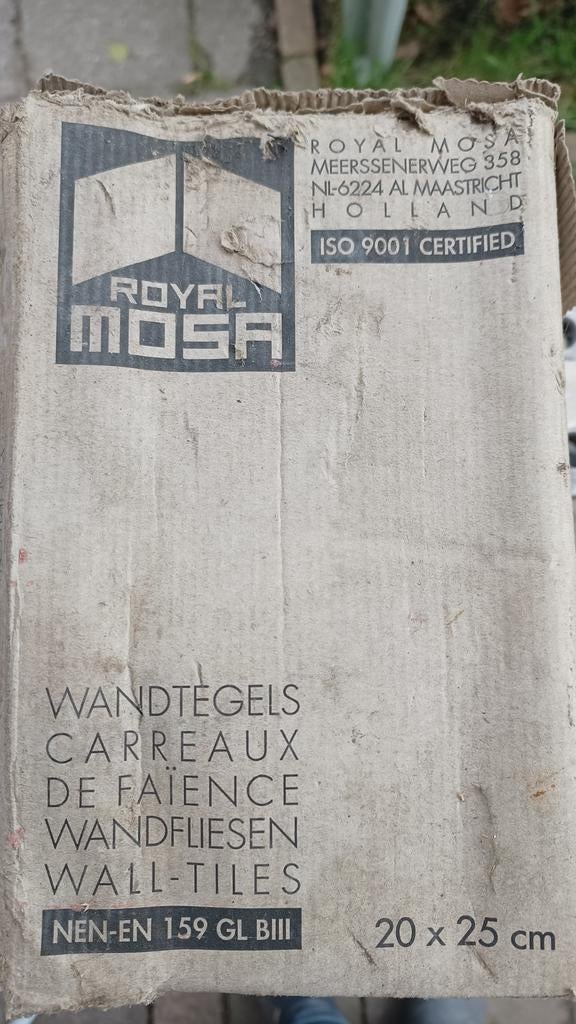 ROYAL MOSA
ROYAL MOSA
MEERSSENERWEG 358
NL-6224 AL MAASTRICHT
HOLLAND
ISO 9001 CERTIFIED
WANDTEGELS
CARREAUX
DE FAÏENCE
WANDFLIESEN
WALL-TILES
NEN-EN 159 GL BIII
20 x 25 cm